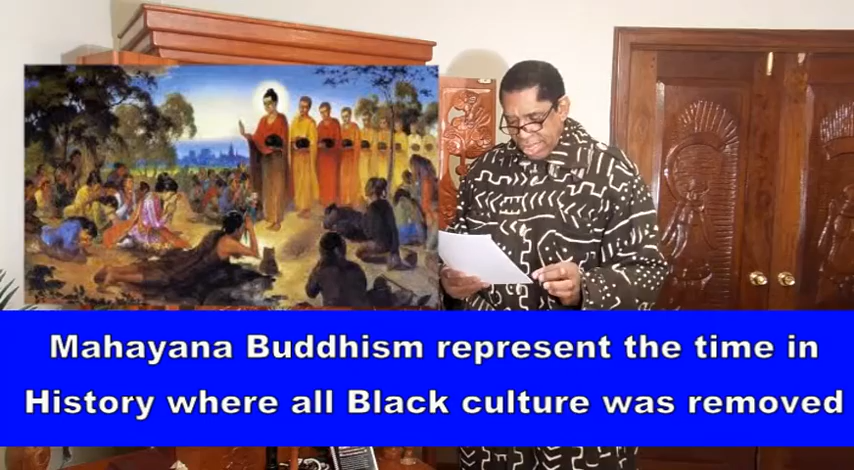 Mahayana Buddhism represent the time in
History where all Black culture was removed